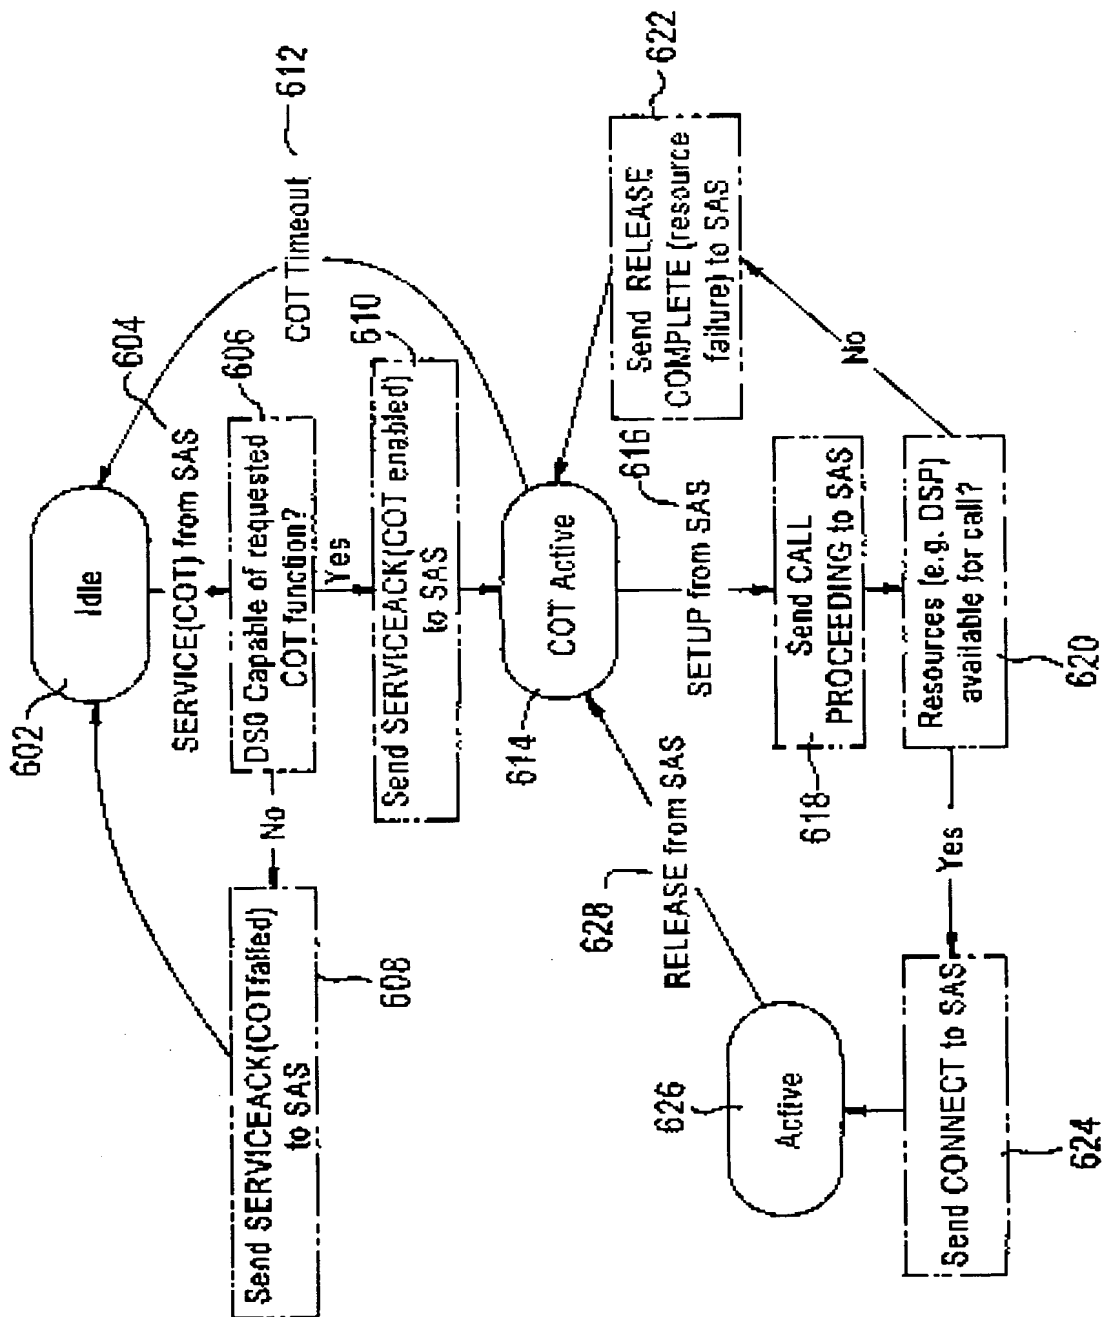 602
Idle
604
SERVICE(COT) from SAS
612
COT Timeout
606
DS0 Capable of requested
COT function?
No
Yes
Send SERVICEACK(COTfailed)
to SAS
608
610
Send SERVICEACK(COT enabled)
to SAS
COT Active
614
616
SETUP from SAS
622
Send RELEASE
COMPLETE (resource
failure) to SAS
628
RELEASE from SAS
Send CALL
PROCEEDING to SAS
618
No
Resources (e.g. DSP)
available for call?
620
Yes
626
Active
Send CONNECT to SAS
624